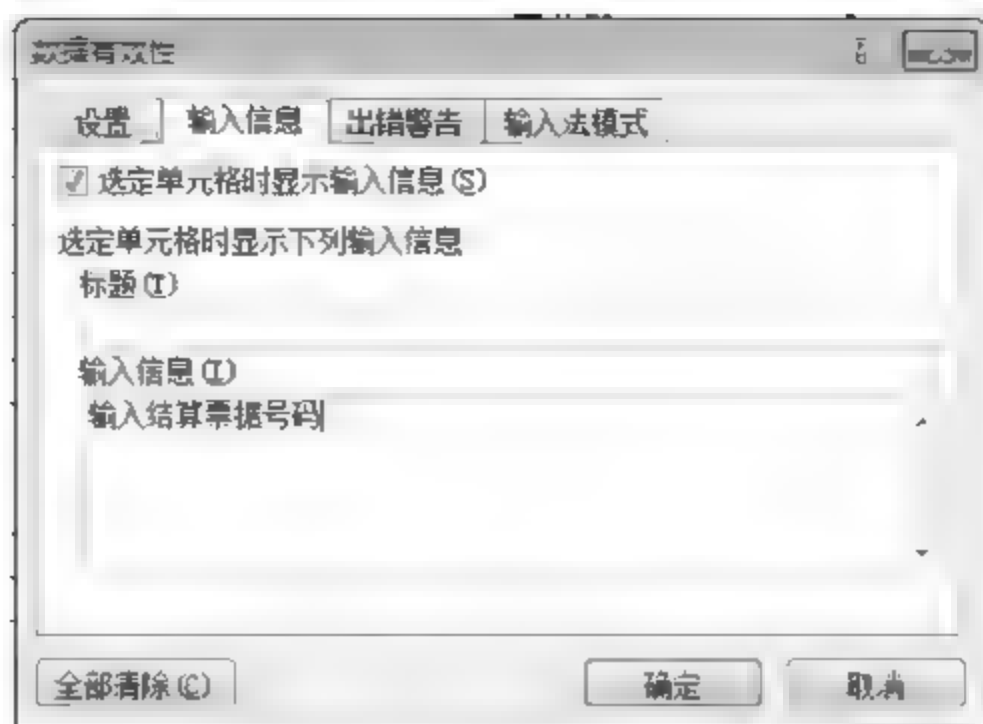 数据有效性
设置 输入信息 出错警告 输入法模式
选定单元格时显示输入信息(S)
选定单元格时显示下列输入信息
标题(T)
输入信息(I)
输入结算票据号码
全部清除(C) 确定 取消